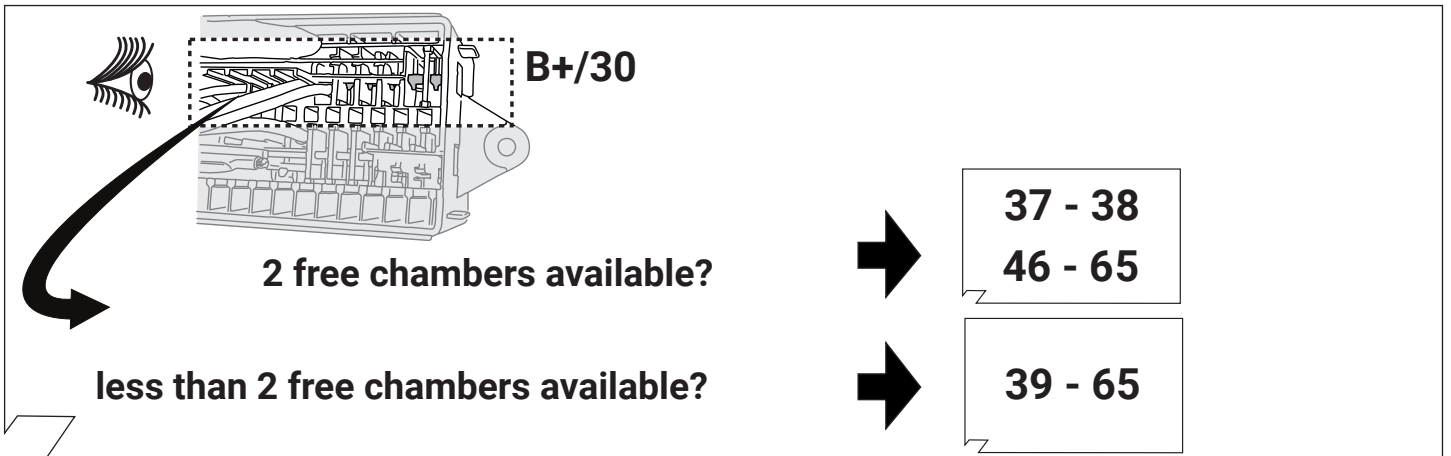 B+/30
2 free chambers available?
37 - 38
46 - 65
less than 2 free chambers available?
39 - 65